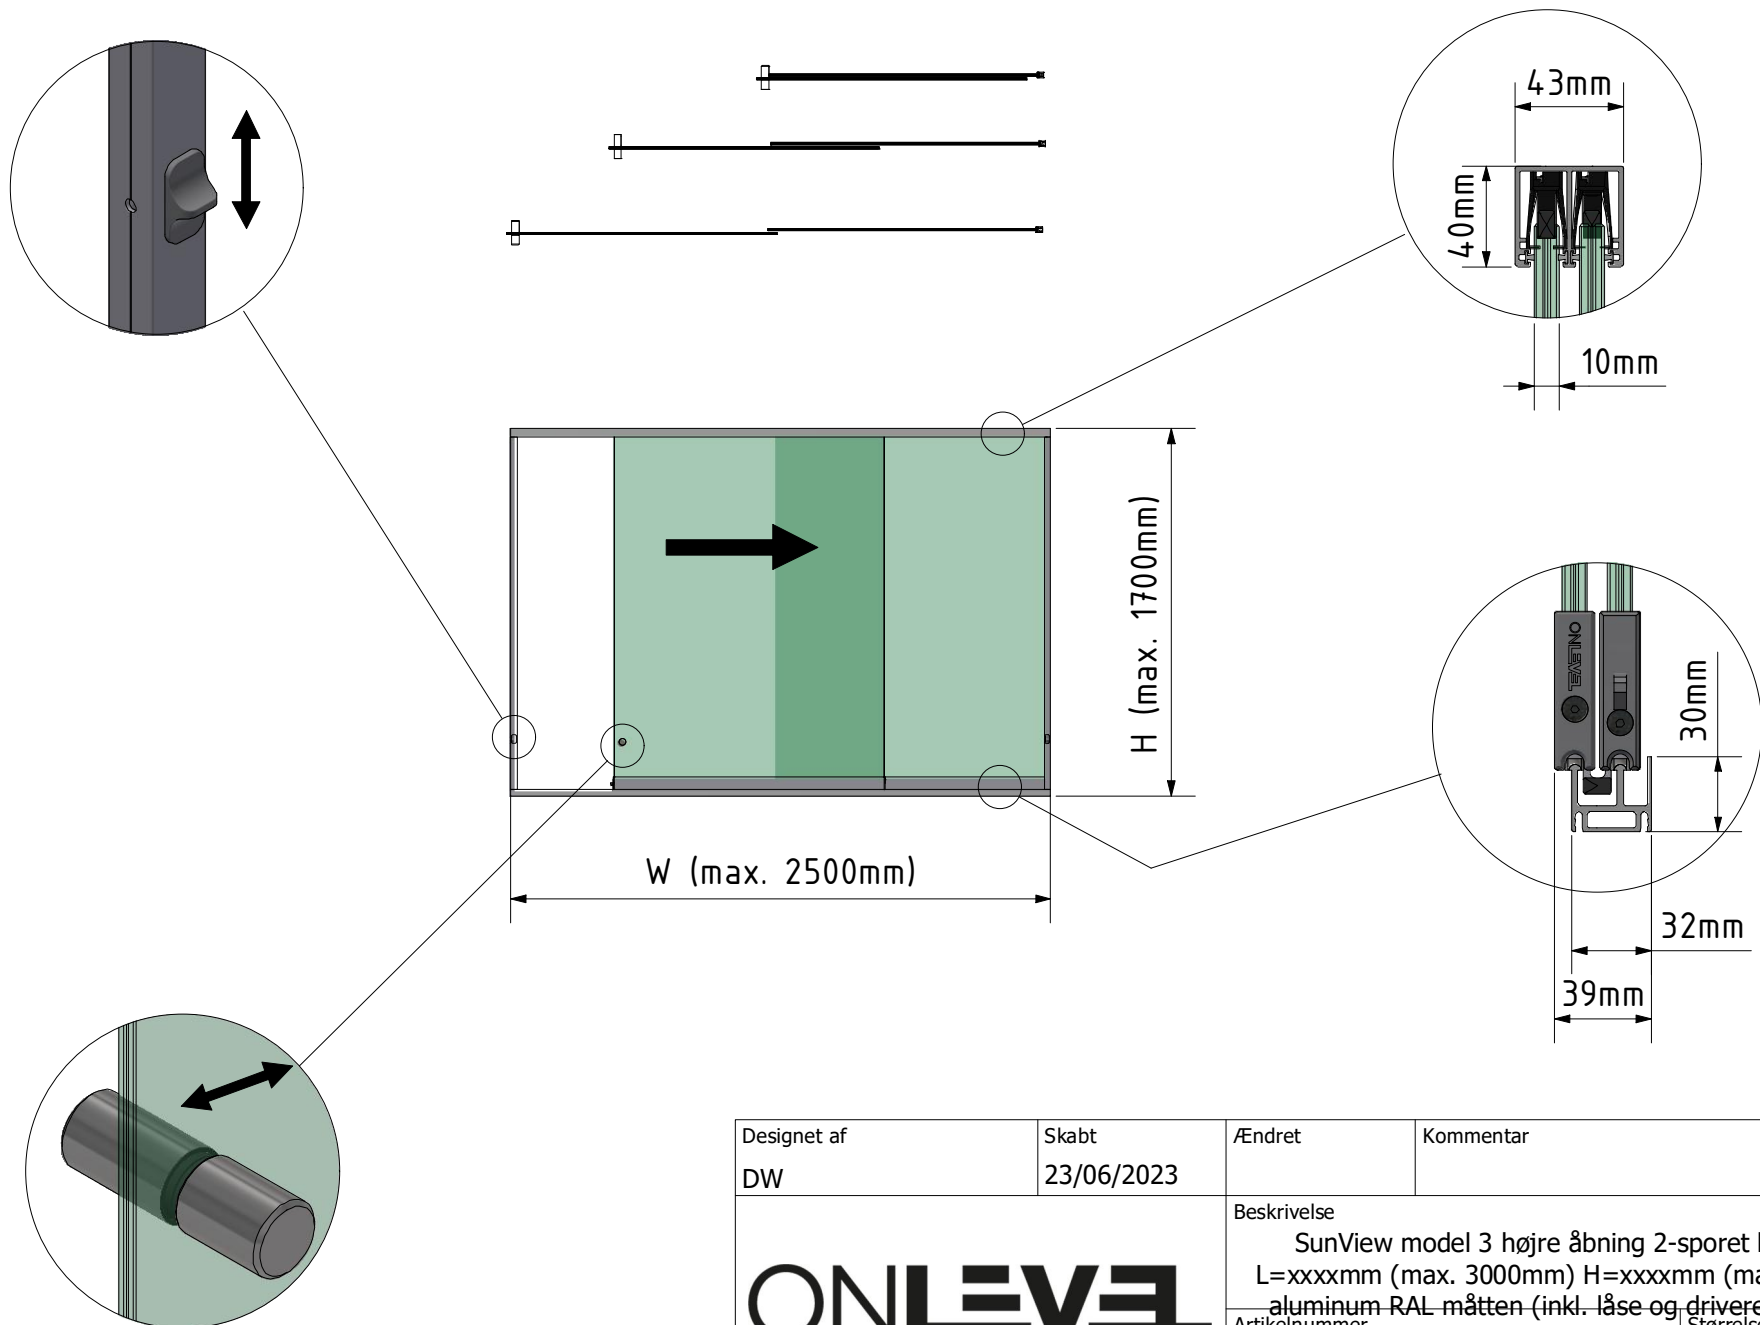 43mm
40mm
10mm
H (max. 1700mm)
W (max. 2500mm)
ONLEVEL
30mm
32mm
39mm
Designet af
DW
Skabt
23/06/2023
Ændret
Kommentar
ONLEVEL
Beskrivelse
SunView model 3 højre åbning 2-sporet
L=xxxxmm (max. 3000mm) H=xxxxmm
aluminum RAL måtten (inkl. låse og
Artikelnummer